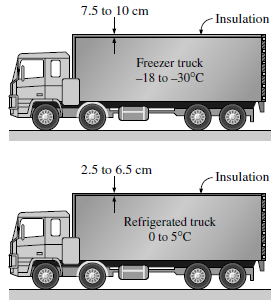 7.5 to 10 cm
Insulation
Freezer truck
–18 to –30°C
2.5 to 6.5 cm
Insulation
Refrigerated truck
0 to 5°C